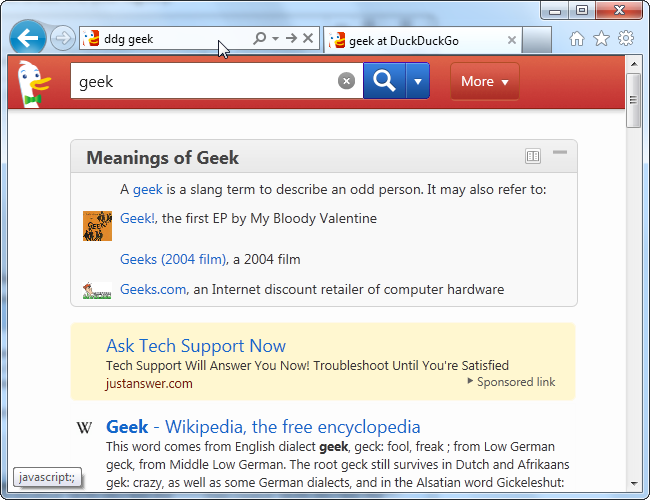 ddg geek
geek at DuckDuckGo
geek
More
Meanings of Geek
A geek is a slang term to describe an odd person. It may also refer to:
Geek!, the first EP by My Bloody Valentine
Geeks (2004 film), a 2004 film
Geeks.com, an Internet discount retailer of computer hardware
Ask Tech Support Now
Tech Support Will Answer You Now! Troubleshoot Until You're Satisfied
justanswer.com
Sponsored link
W Geek - Wikipedia, the free encyclopedia
This word comes from English dialect geek, geck: fool, freak ; from Low German
geck, from Middle Low German. The root geck still survives in Dutch and Afrikaans
gek: crazy, as well as some German dialects, and in the Alsatian word Gickeleshut:
javascript:;